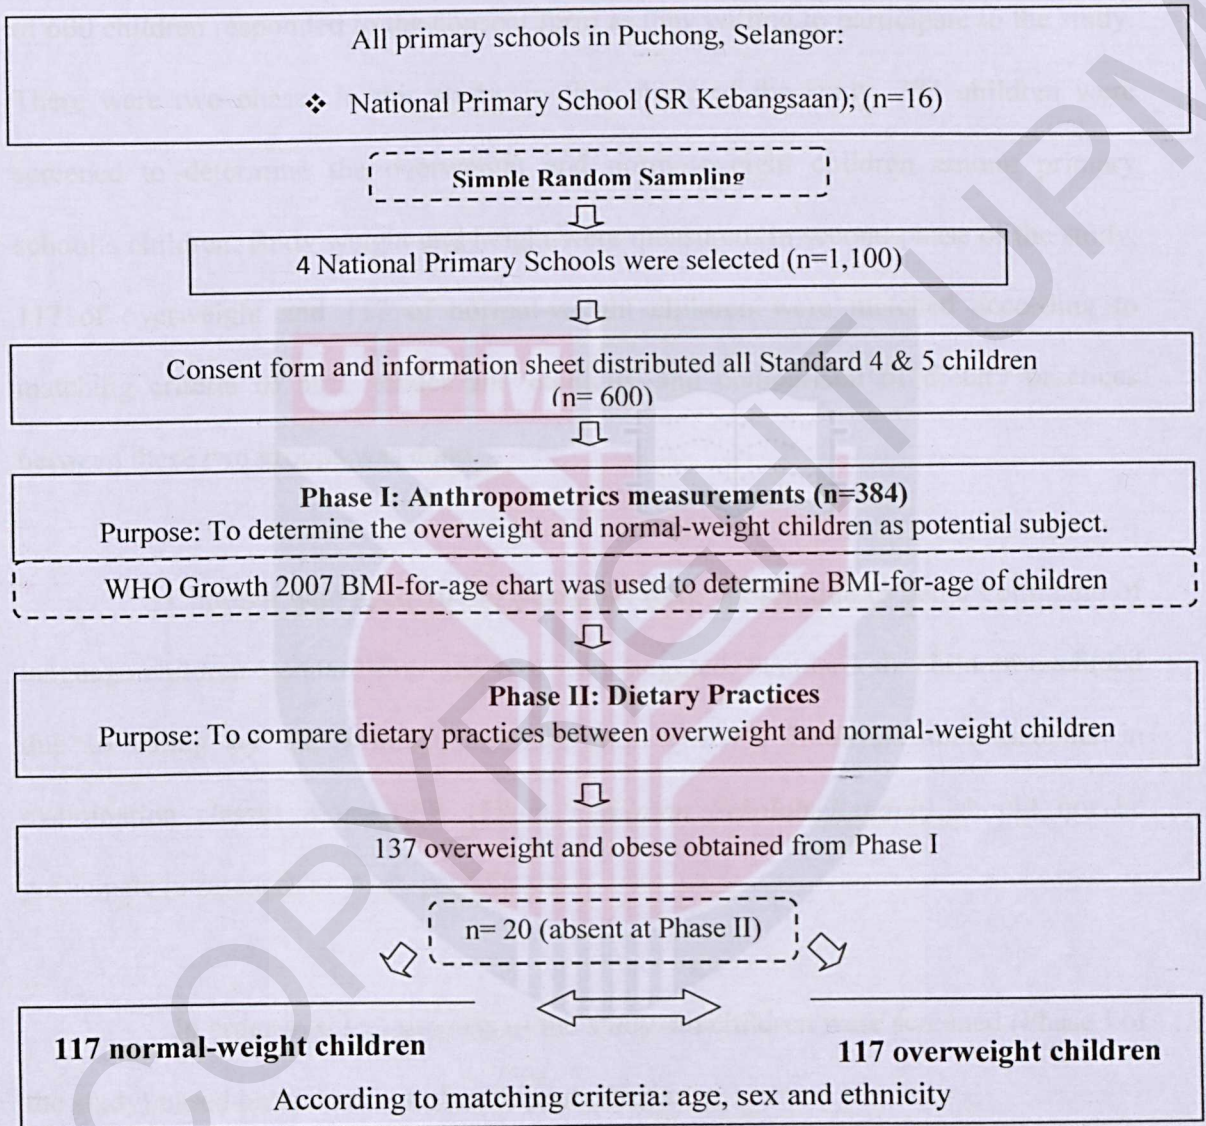 All primary schools in Puchong, Selangor:
❖ National Primary School (SR Kebangsaan); (n=16)
Simple Random Sampling
4 National Primary Schools were selected (n=1,100)
Consent form and information sheet distributed all Standard 4 & 5 children
(n= 600)
Phase I: Anthropometrics measurements (n=384)
Purpose: To determine the overweight and normal-weight children as potential subject.
WHO Growth 2007 BMI-for-age chart was used to determine BMI-for-age of children
Phase II: Dietary Practices
Purpose: To compare dietary practices between overweight and normal-weight children
137 overweight and obese obtained from Phase I
n= 20 (absent at Phase II)
117 normal-weight children
117 overweight children
According to matching criteria: age, sex and ethnicity
COPYRIGHT UPM
UPM